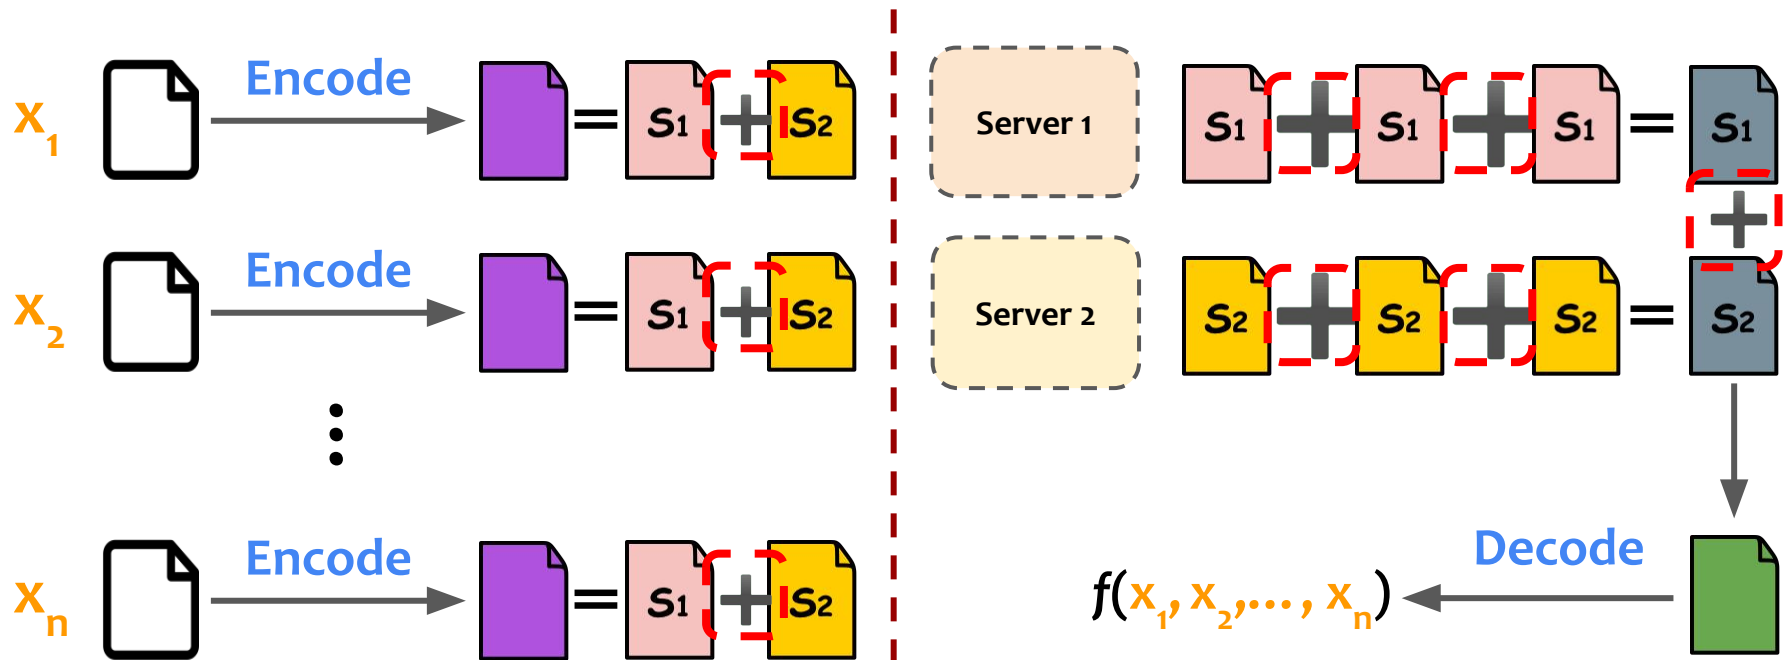 x1 Encode = S1 + S2
x2 Encode = S1 + S2
xn Encode = S1 + S2
Server 1 S1 + S1 + S1 = S1
+
Server 2 S2 + S2 + S2 = S2
Decode
f(x1, x2,..., xn)